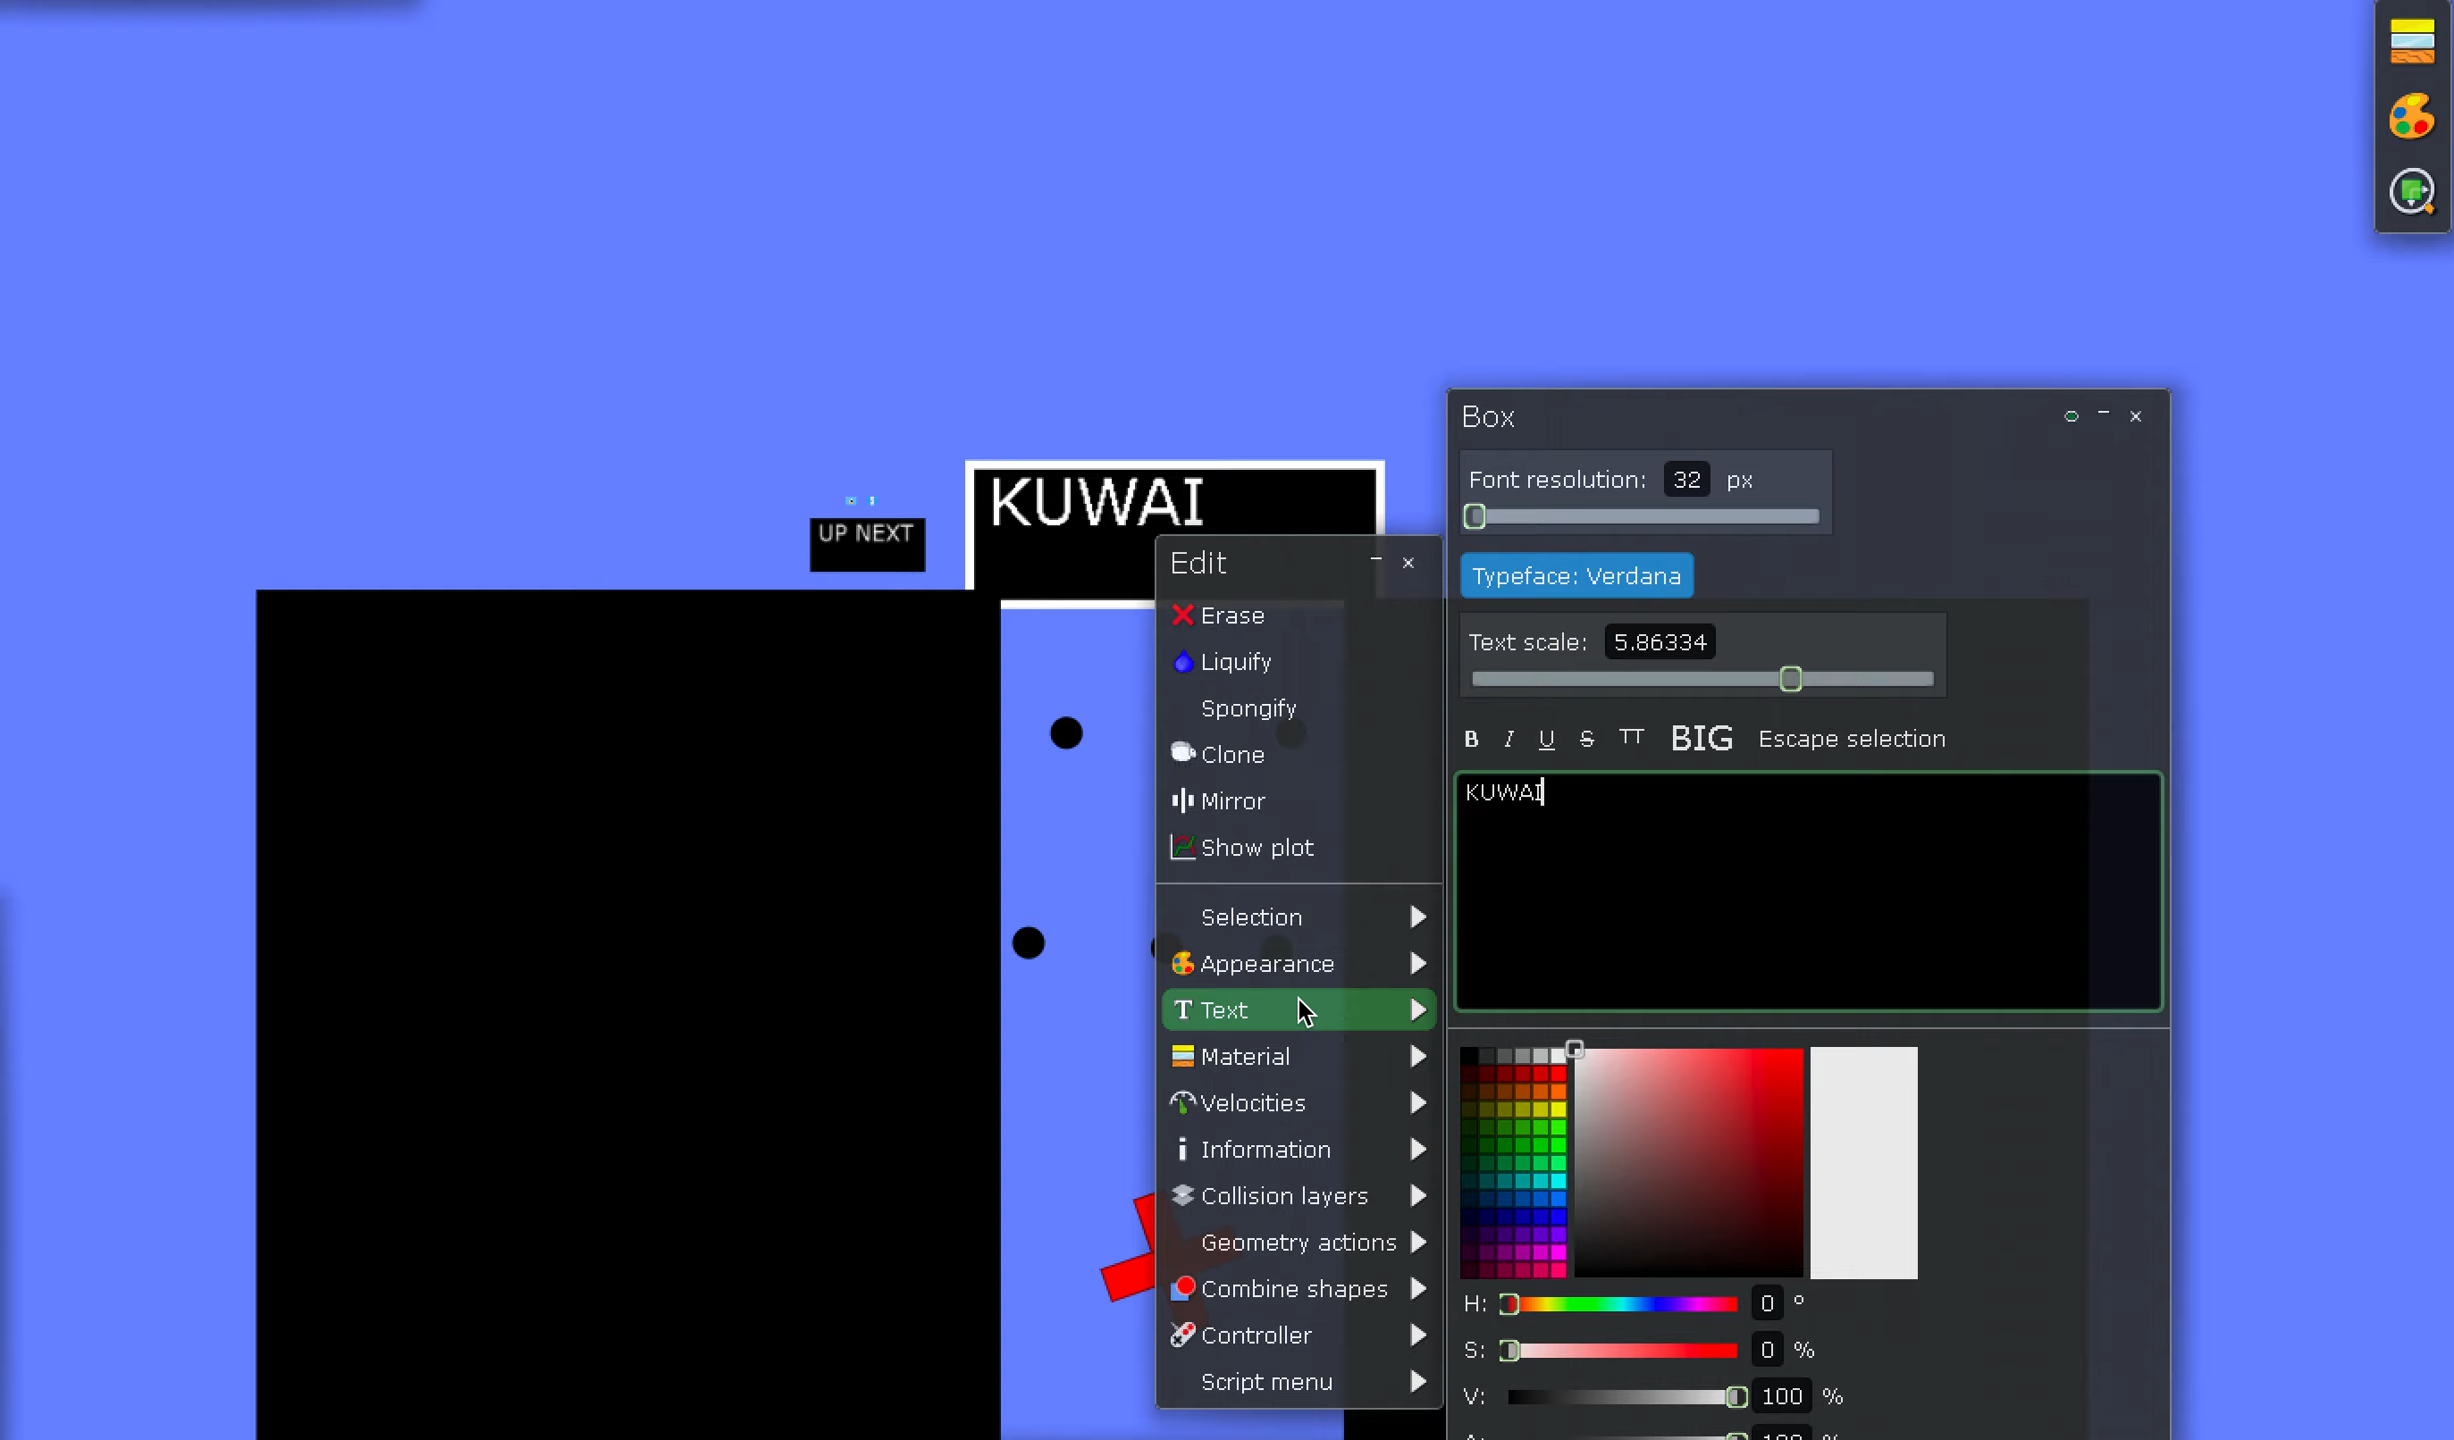 UP NEXT
KUWAI
Edit
Erase
Liquify
Spongify
Clone
Mirror
Show plot
Selection
Appearance
Text
Material
Velocities
Information
Collision layers
Geometry actions
Combine shapes
Controller
Script menu
Box
Font resolution: 32 px
Typeface: Verdana
Text scale: 5.86334
B I U S TT BIG Escape selection
KUWAI
H: 0 °
S: 0 %
V: 100 %